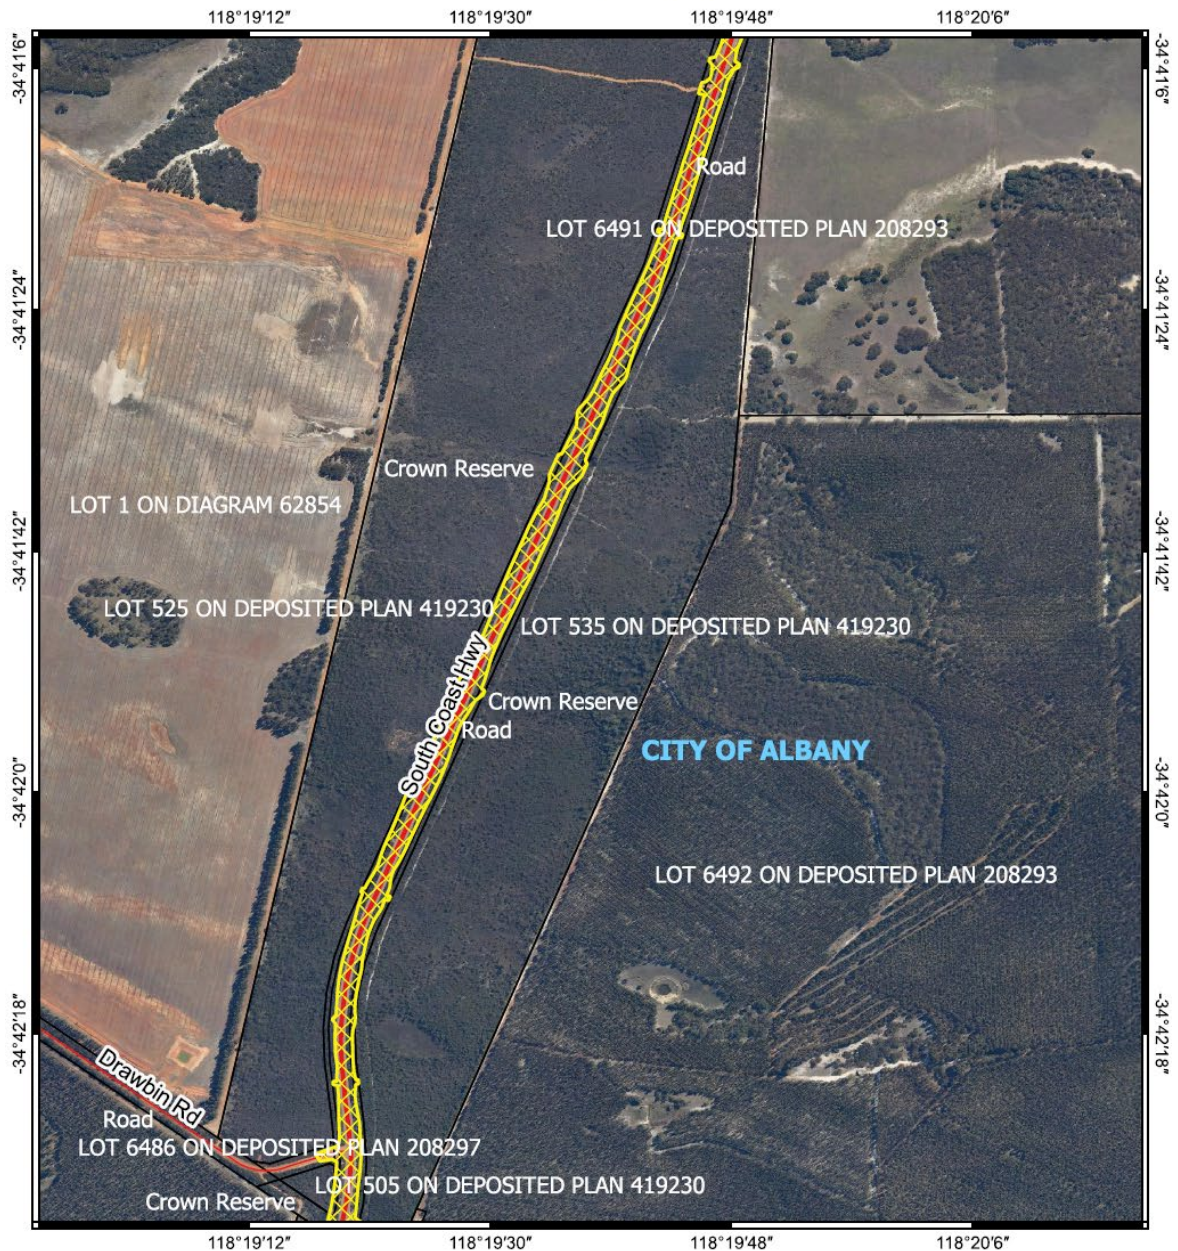 118°19'12" 118°19'30" 118°19'48" 118°20'6"
-34°41'6" -34°41'6"
Road
LOT 6491 ON DEPOSITED PLAN 208293
-34°41'24" -34°41'24"
Crown Reserve
LOT 1 ON DIAGRAM 62854
-34°41'42" -34°41'42"
LOT 525 ON DEPOSITED PLAN 419230
LOT 535 ON DEPOSITED PLAN 419230
South Coast Hwy
Crown Reserve
Road
CITY OF ALBANY
-34°42'0" -34°42'0"
LOT 6492 ON DEPOSITED PLAN 208293
-34°42'18" -34°42'18"
Drawbin Rd
Road
LOT 6486 ON DEPOSITED PLAN 208297
LOT 505 ON DEPOSITED PLAN 419230
Crown Reserve
118°19'12" 118°19'30" 118°19'48" 118°20'6"